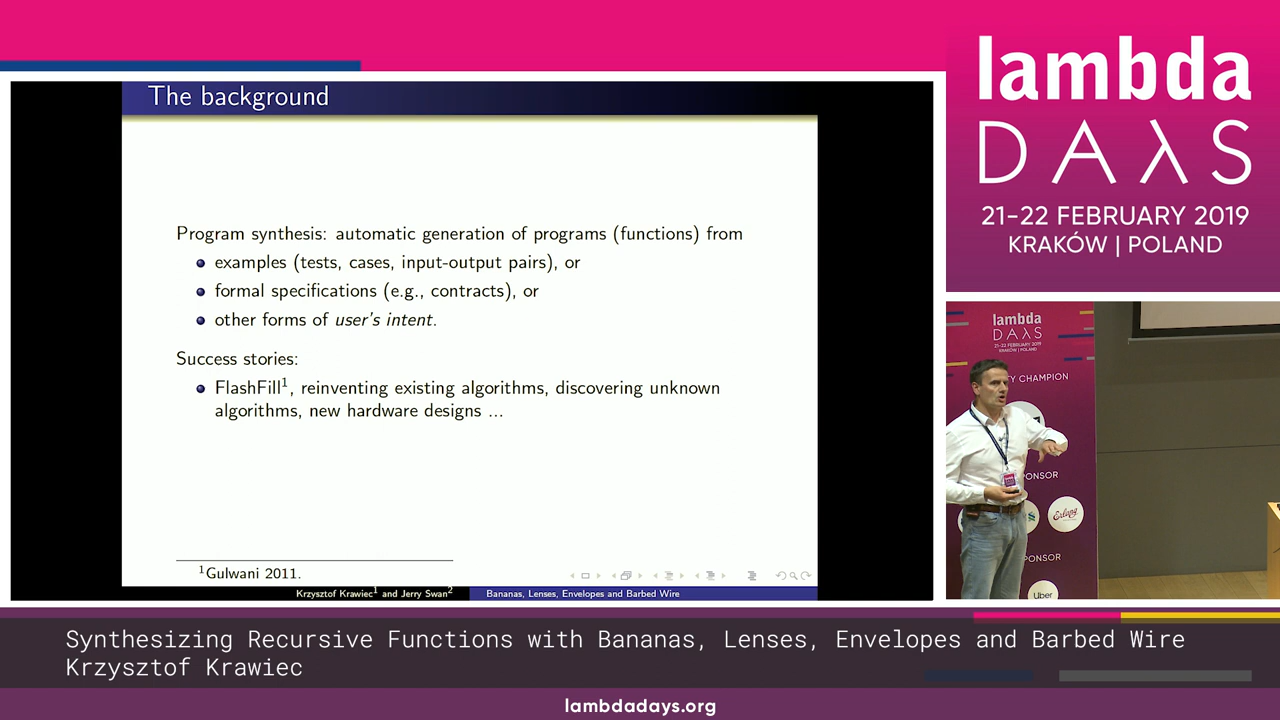 The background
Program synthesis: automatic generation of programs (functions) from
examples (tests, cases, input-output pairs), or
formal specifications (e.g., contracts), or
other forms of user's intent.
Success stories:
FlashFill1, reinventing existing algorithms, discovering unknown
algorithms, new hardware designs ...
1Gulwani 2011.
Krzysztof Krawiec1 and Jerry Swan2
Bananas, Lenses, Envelopes and Barbed Wire
lambda
DAλS
21-22 FEBRUARY 2019
KRAKÓW | POLAND
lambda
DAλS
21-22 FEBRUARY 2019
KRAKÓW | POLAND
TY CHAMPION
ONSOR
Erlang
ONSOR
Uber
Synthesizing Recursive Functions with Bananas, Lenses, Envelopes and Barbed Wire
Krzysztof Krawiec
lambdadays.org